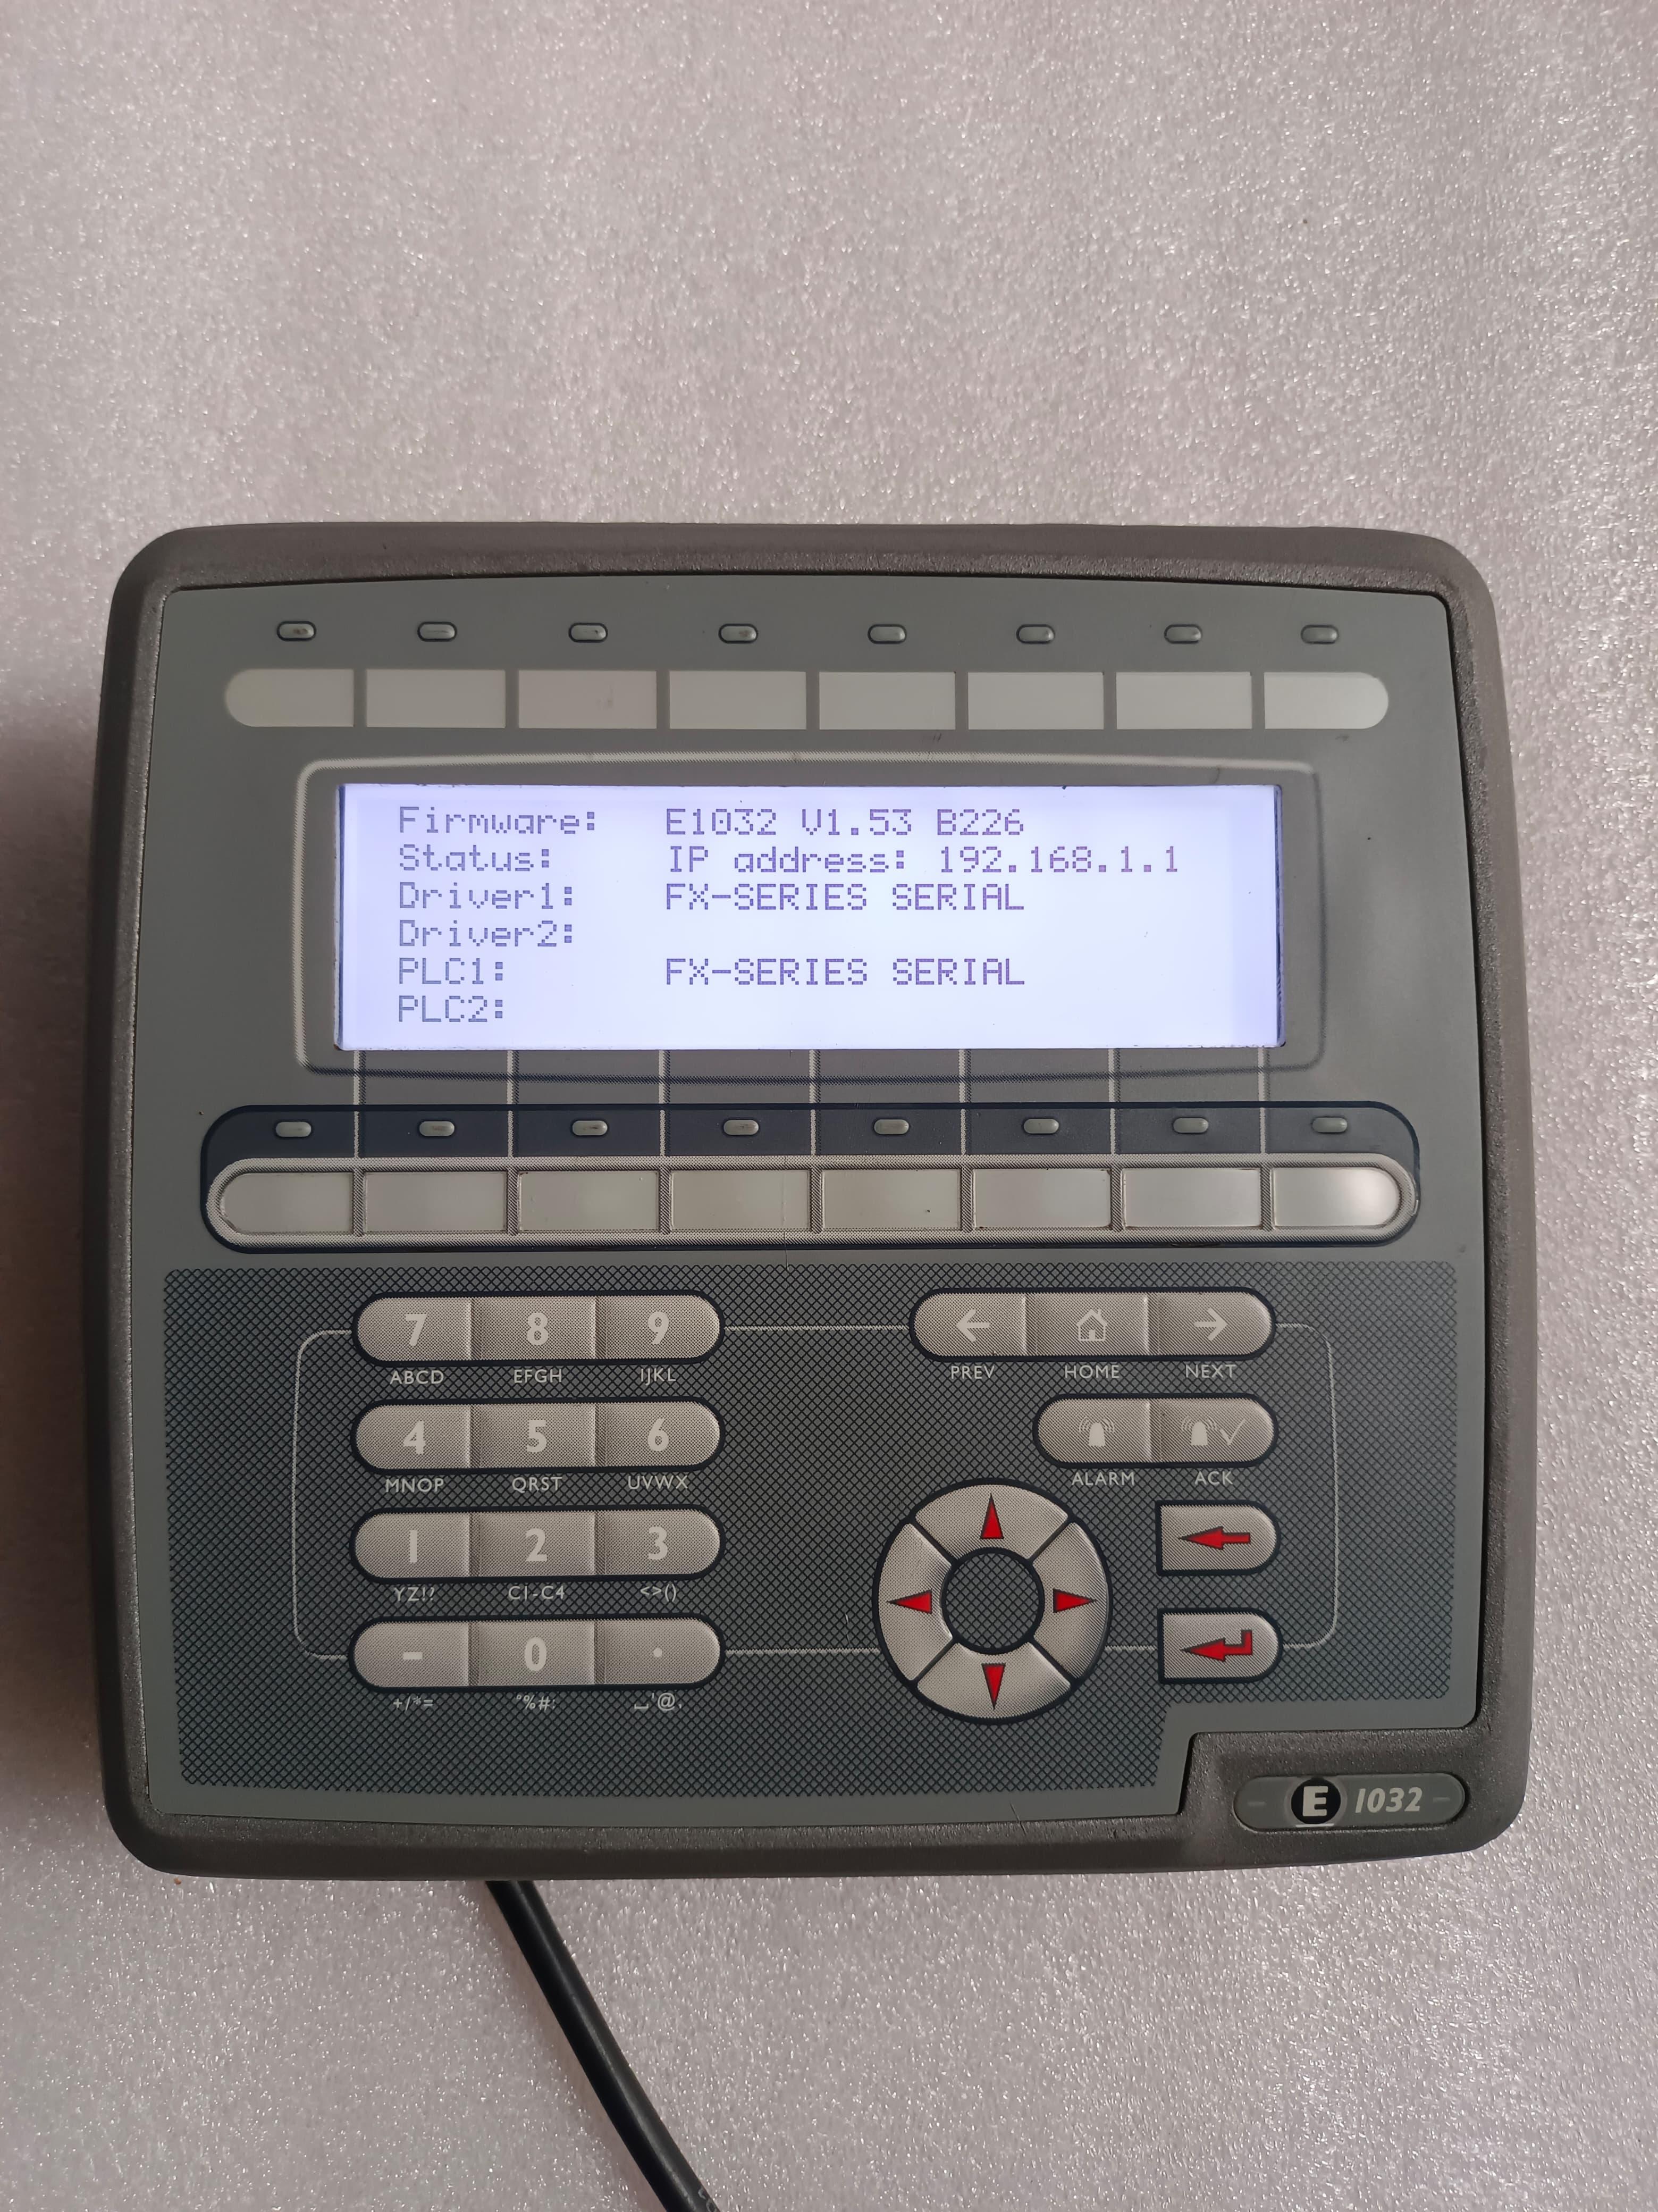 Firmware: E1032 V1.53 B226
Status: IP address: 192.168.1.1
Driver1: FX-SERIES SERIAL
Driver2:
PLC1: FX-SERIES SERIAL
PLC2:
7 8 9
ABCD EFGH IJKL
PREV HOME NEXT
4 5 6
MNOP QRST UVWX
ALARM ACK
1 2 3
YZ!? C1-C4 <>()
- 0 .
+/*= °%#: ⎵'@,
E 1032